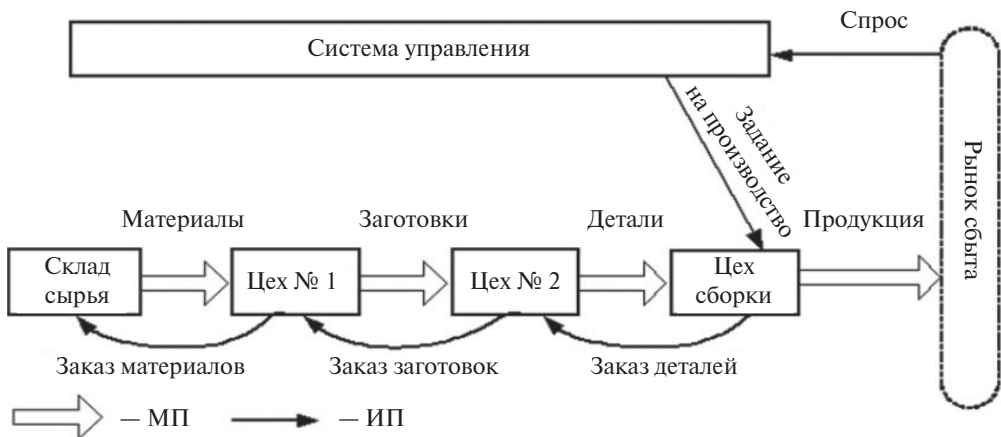 Спрос
Система управления
Задание
на производство
Рынок сбыта
Материалы
Заготовки
Детали
Продукция
Склад
сырья
Цех № 1
Цех № 2
Цех
сборки
Заказ материалов
Заказ заготовок
Заказ деталей
— МП
— ИП